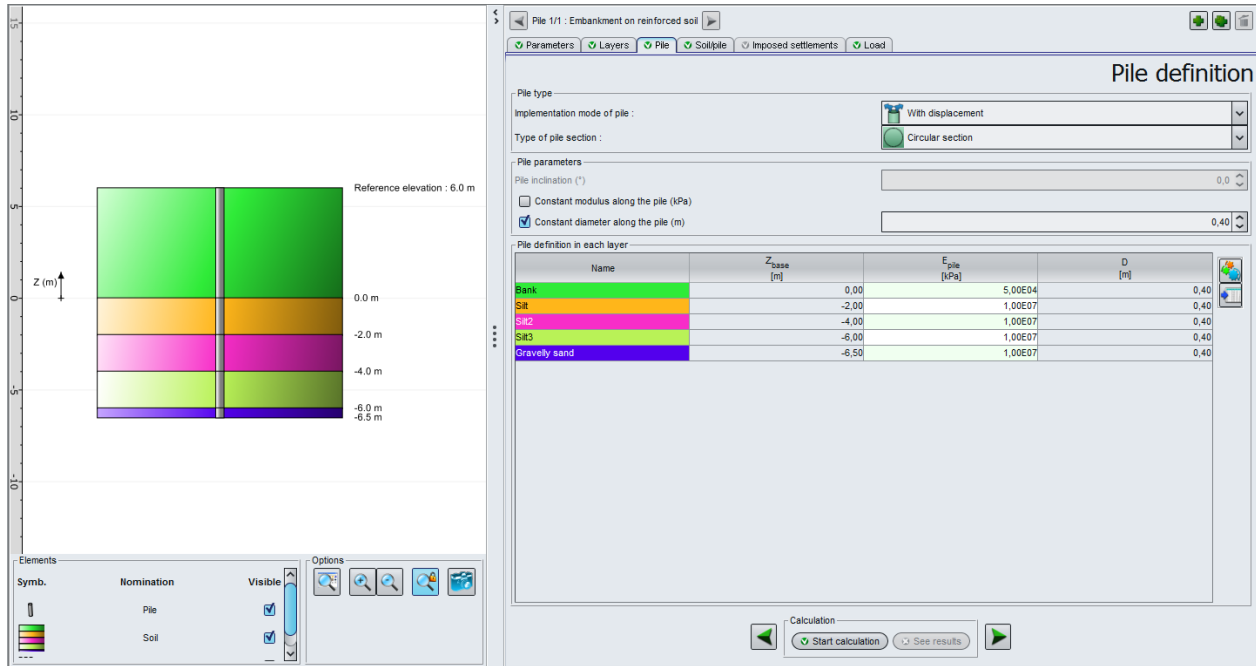 15
10
5
0
-5
-10
Z (m)
Reference elevation : 6.0 m
0.0 m
-2.0 m
-4.0 m
-6.0 m
-6.5 m
Elements
Symb. Nomination Visible
Pile
Soil
Options
Pile 1/1 : Embankment on reinforced soil
Parameters Layers Pile Soil/pile Imposed settlements Load
Pile definition
Pile type
Implementation mode of pile : With displacement
Type of pile section : Circular section
Pile parameters
Pile inclination (°) 0,0
Constant modulus along the pile (kPa)
Constant diameter along the pile (m) 0,40
Pile definition in each layer
Name Zbase [m] Epile [kPa] D [m]
Bank 0,00 5,00E04 0,40
Silt -2,00 1,00E07 0,40
Silt2 -4,00 1,00E07 0,40
Silt3 -6,00 1,00E07 0,40
Gravelly sand -6,50 1,00E07 0,40
Calculation
Start calculation See results